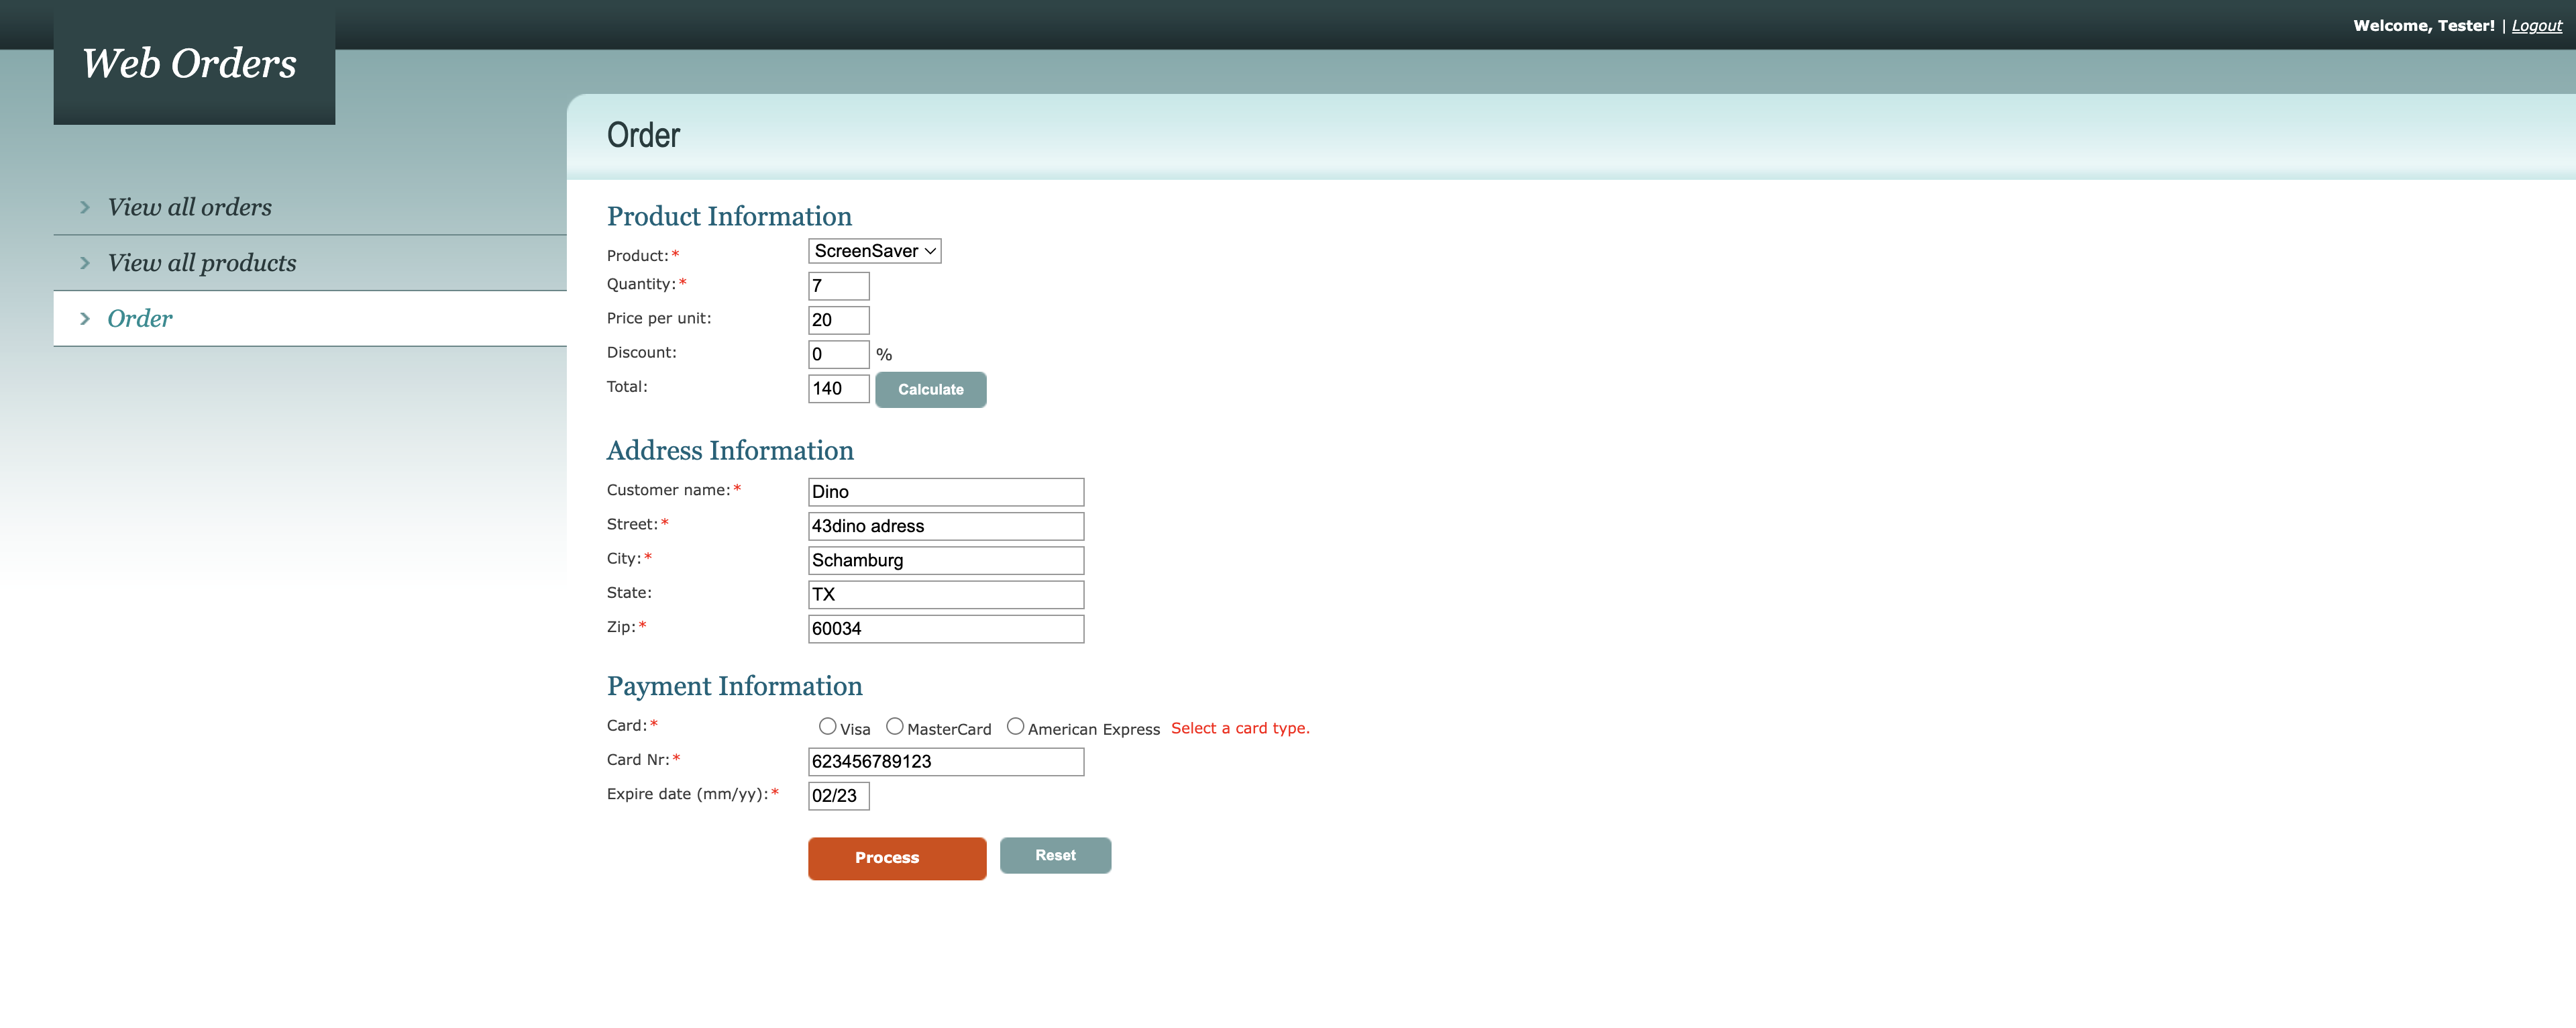 Welcome, Tester! | Logout
Web Orders
View all orders
View all products
Order
Order
Product Information
Product:* ScreenSaver
Quantity:* 7
Price per unit: 20
Discount: 0 %
Total: 140 Calculate
Address Information
Customer name:* Dino
Street:* 43dino adress
City:* Schamburg
State: TX
Zip:* 60034
Payment Information
Card:* Visa MasterCard American Express Select a card type.
Card Nr:* 623456789123
Expire date (mm/yy):* 02/23
Process Reset